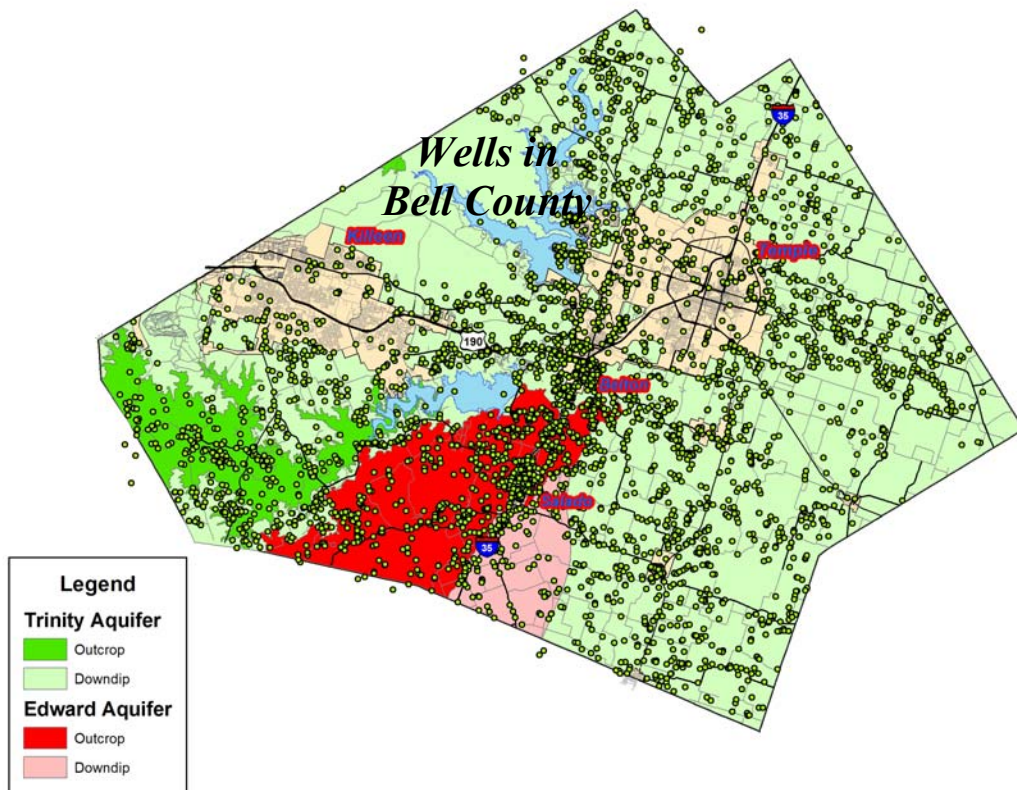 35
Wells in
Bell County
Killeen
Temple
190
Belton
Salado
35
Legend
Trinity Aquifer
Outcrop
Downdip
Edward Aquifer
Outcrop
Downdip